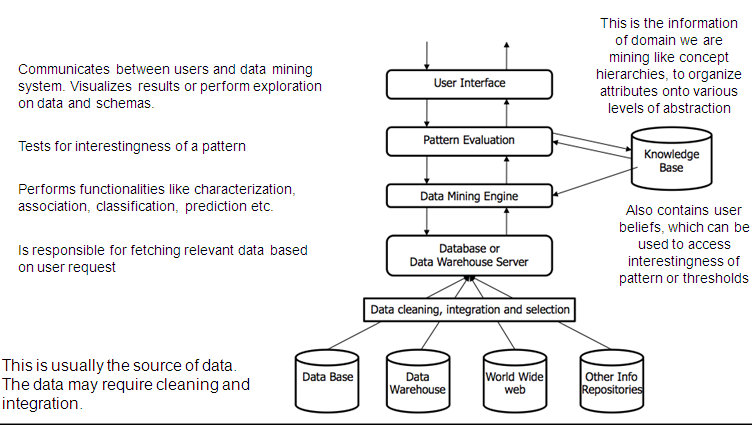 Communicates between users and data mining
system. Visualizes results or perform exploration
on data and schemas.
Tests for interestingness of a pattern
Performs functionalities like characterization,
association, classification, prediction etc.
Is responsible for fetching relevant data based
on user request
This is usually the source of data.
The data may require cleaning and
integration.
User Interface
Pattern Evaluation
Data Mining Engine
Database or
Data Warehouse Server
Data cleaning, integration and selection
Data Base
Data
Warehouse
World Wide
web
Other Info
Repositories
This is the information
of domain we are
mining like concept
hierarchies, to organize
attributes onto various
levels of abstraction
Knowledge
Base
Also contains user
beliefs, which can be
used to access
interestingness of
pattern or thresholds